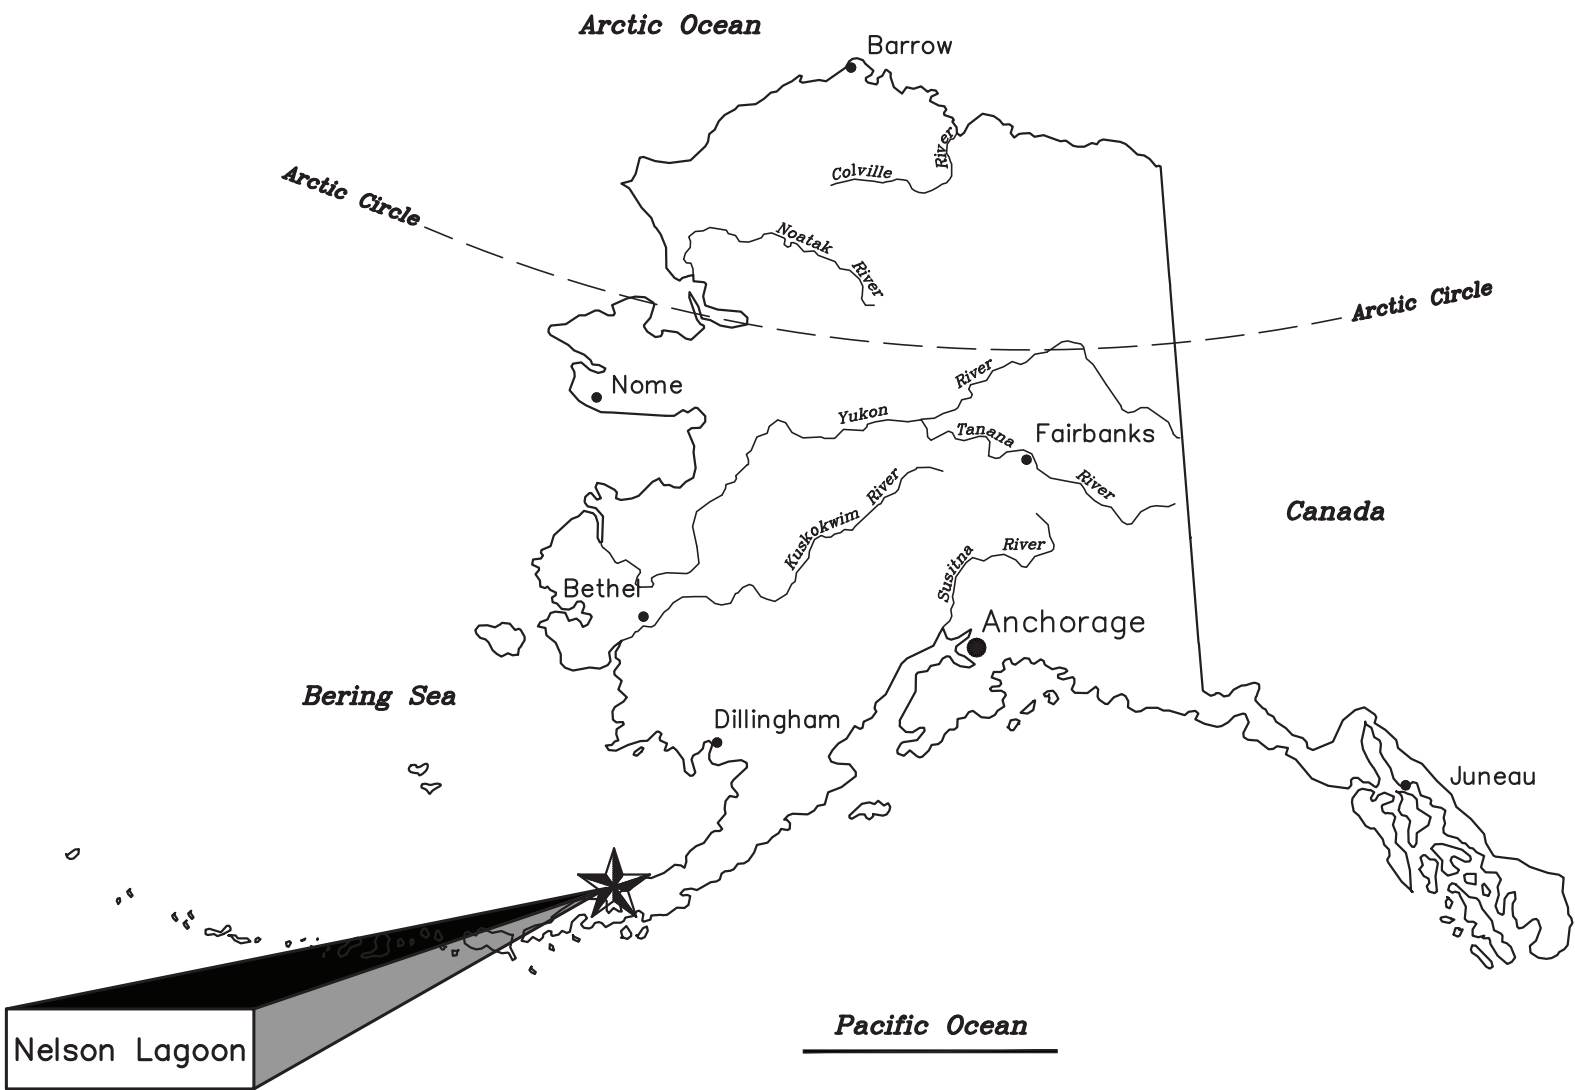 Arctic Ocean
Barrow
Colville River
Arctic Circle
Noatak River
Arctic Circle
Nome
Yukon River
Tanana River
Fairbanks
Kuskokwim River
Canada
Susitna River
Bethel
Anchorage
Bering Sea
Dillingham
Juneau
Pacific Ocean
Nelson Lagoon